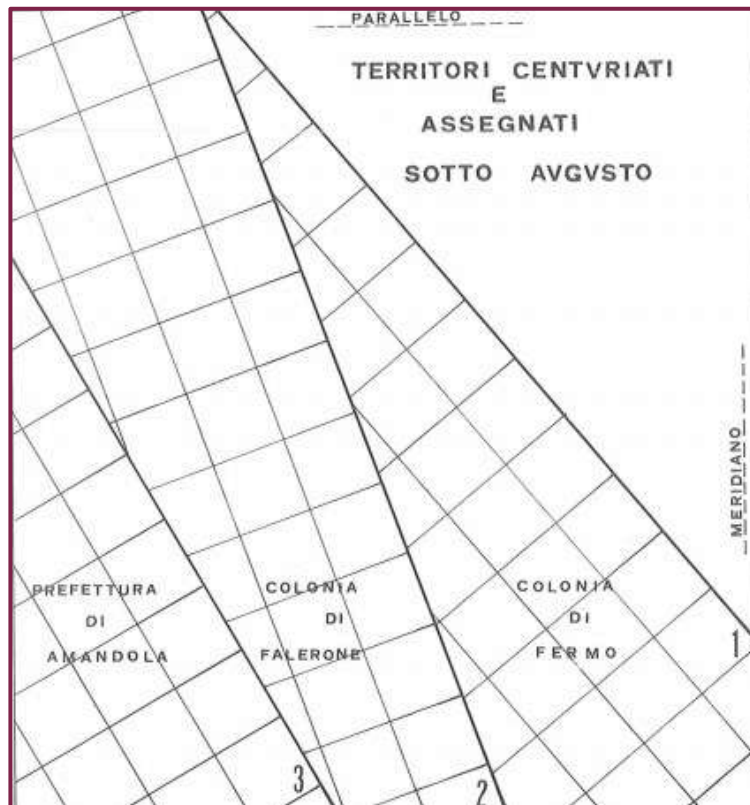 PARALLELO
TERRITORI CENTVRIATI
E
ASSEGNATI
SOTTO AVGVSTO
MERIDIANO
PREFETTURA
DI
AMANDOLA
COLONIA
DI
FALERONE
COLONIA
DI
FERMO
1
3
2